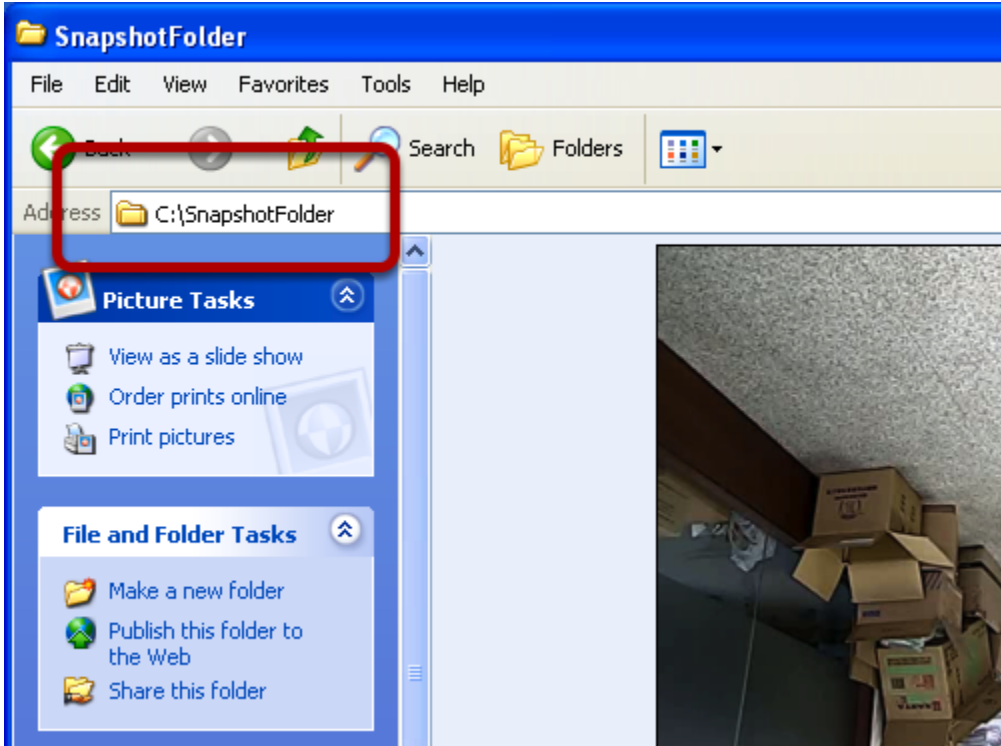 SnapshotFolder
File Edit View Favorites Tools Help
Back Search Folders
Address C:\SnapshotFolder
Picture Tasks
View as a slide show
Order prints online
Print pictures
File and Folder Tasks
Make a new folder
Publish this folder to
the Web
Share this folder